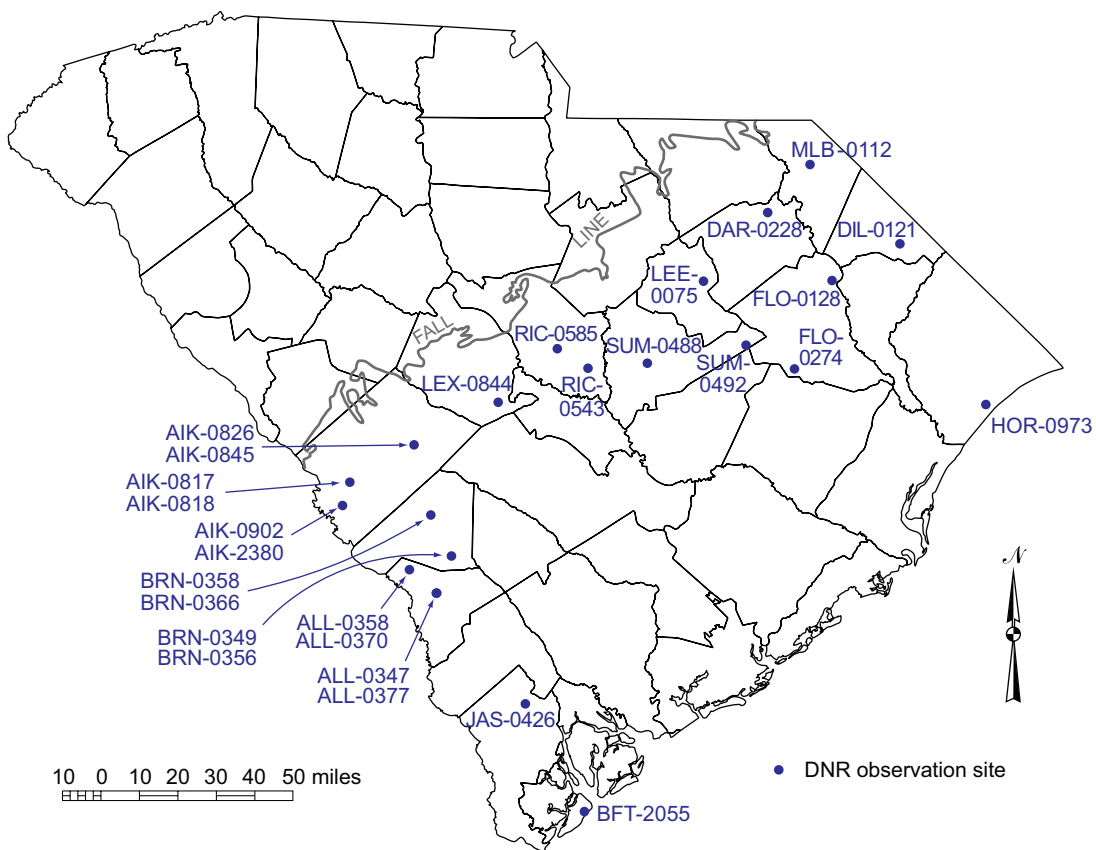 MLB-0112
DAR-0228
DIL-0121
LINE
LEE-
0075
FLO-0128
FALL
RIC-0585
SUM-0488
FLO-
0274
SUM-
0492
LEX-0844
RIC-
0543
HOR-0973
AIK-0826
AIK-0845
AIK-0817
AIK-0818
AIK-0902
AIK-2380
BRN-0358
BRN-0366
BRN-0349
BRN-0356
ALL-0358
ALL-0370
ALL-0347
ALL-0377
N
JAS-0426
10 0 10 20 30 40 50 miles
DNR observation site
BFT-2055